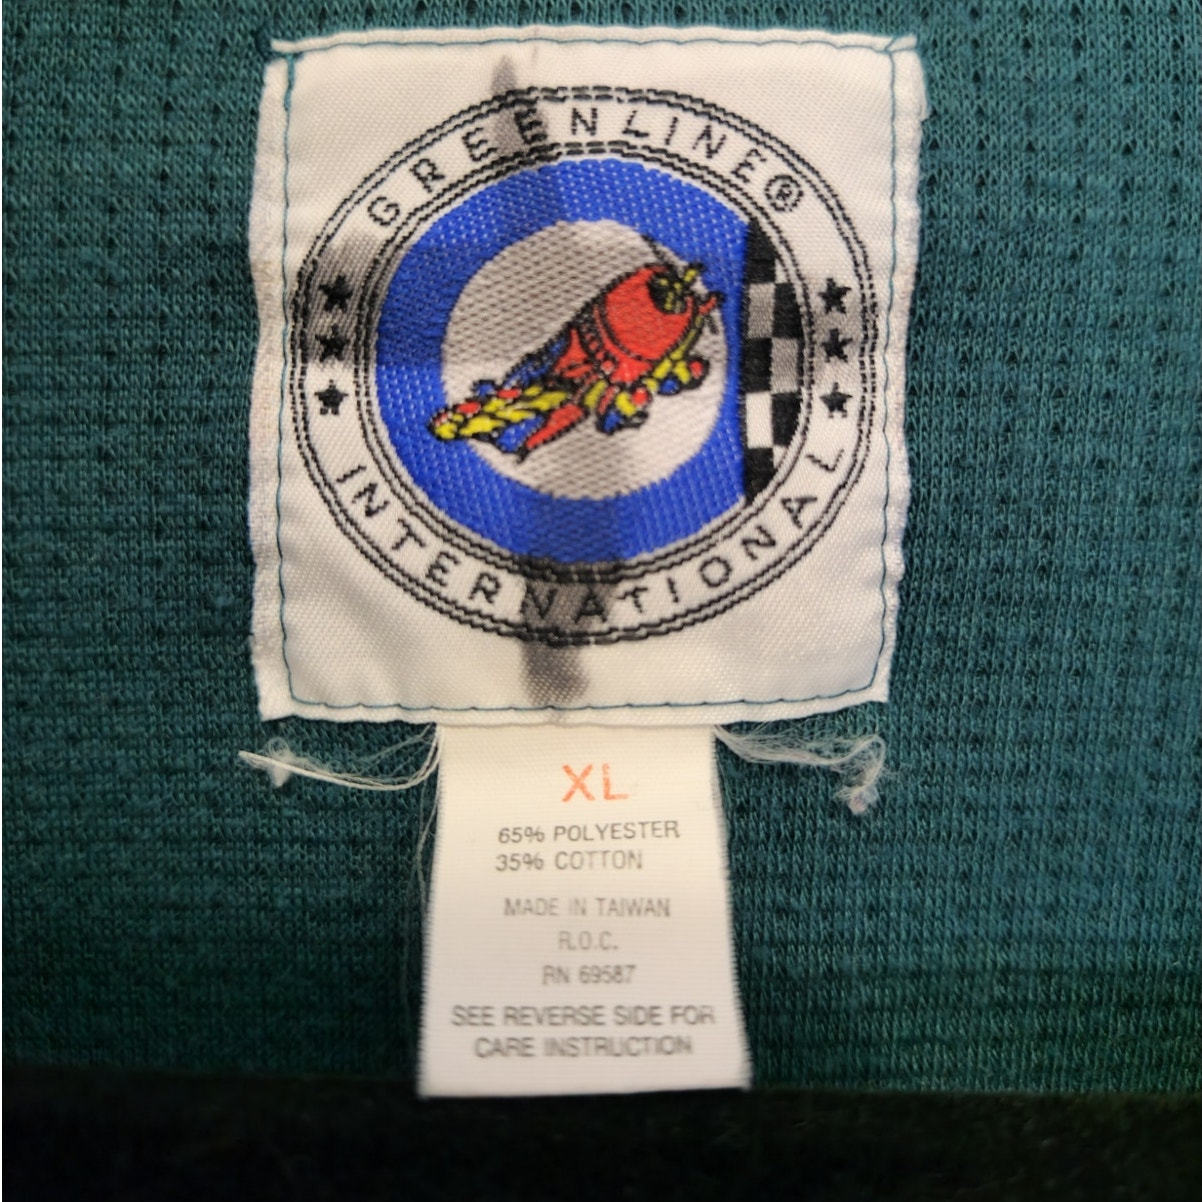 GREENLINE®
INTERNATIONAL
XL
65% POLYESTER
35% COTTON
MADE IN TAIWAN
R.O.C.
RN 69587
SEE REVERSE SIDE FOR
CARE INSTRUCTION